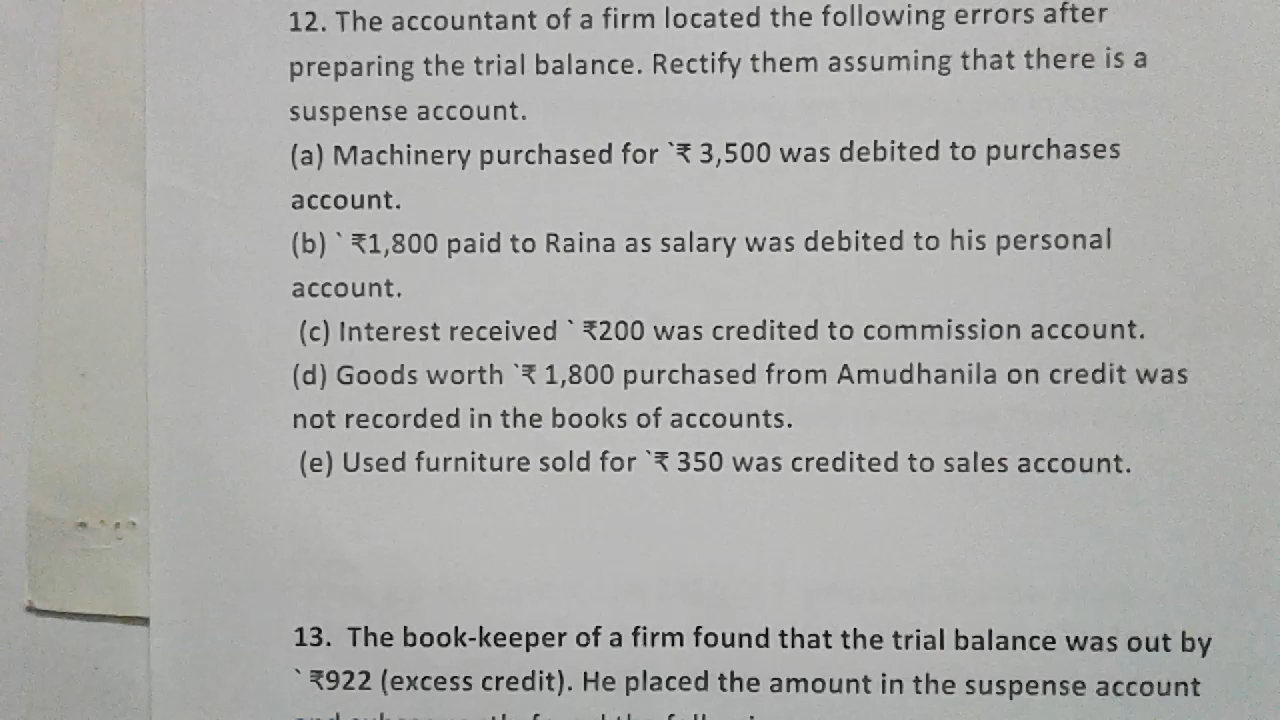 12. The accountant of a firm located the following errors after
preparing the trial balance. Rectify them assuming that there is a
suspense account.
(a) Machinery purchased for `₹ 3,500 was debited to purchases
account.
(b) ` ₹1,800 paid to Raina as salary was debited to his personal
account.
(c) Interest received ` ₹200 was credited to commission account.
(d) Goods worth `₹ 1,800 purchased from Amudhanila on credit was
not recorded in the books of accounts.
(e) Used furniture sold for `₹ 350 was credited to sales account.
13. The book-keeper of a firm found that the trial balance was out by
` ₹922 (excess credit). He placed the amount in the suspense account